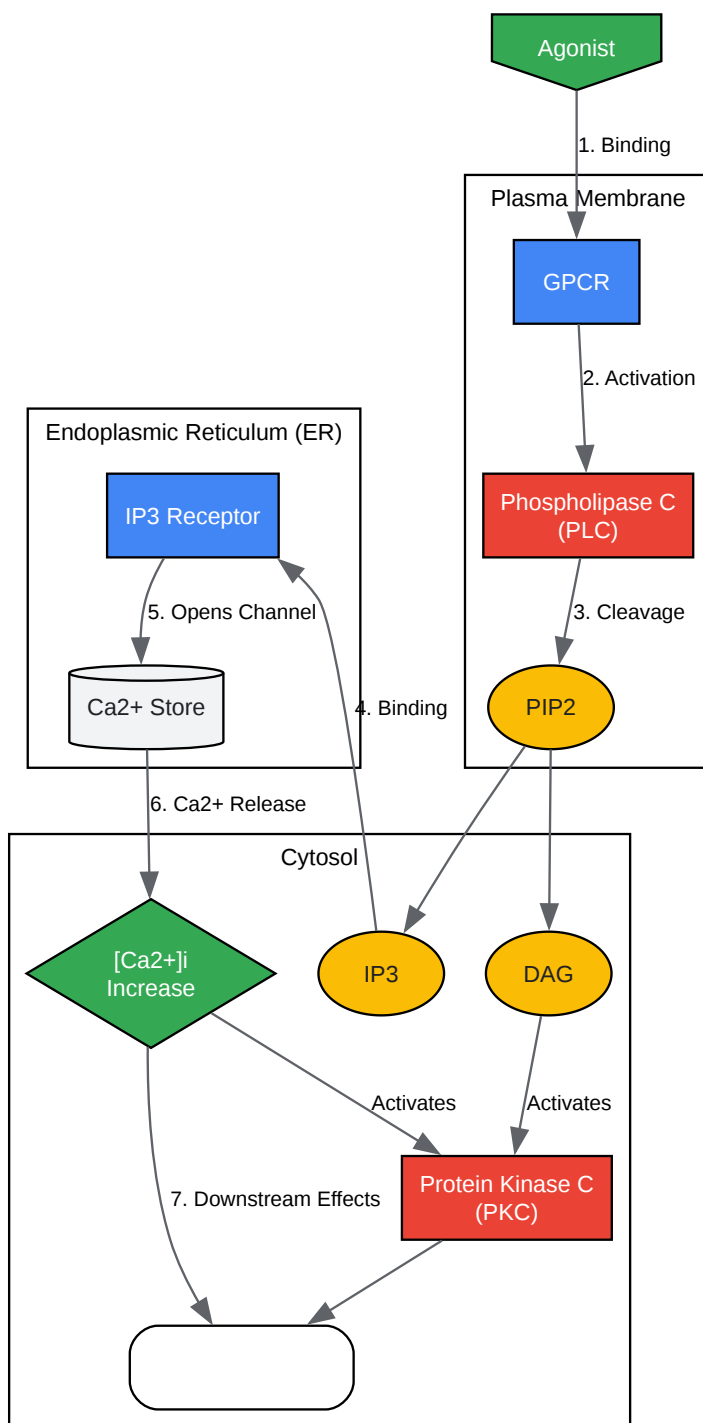 Agonist
1. Binding
Plasma Membrane
GPCR
2. Activation
Endoplasmic Reticulum (ER)
IP3 Receptor
Phospholipase C
(PLC)
5. Opens Channel
3. Cleavage
Ca2+ Store
4. Binding
PIP2
6. Ca2+ Release
Cytosol
[Ca2+]i
Increase
IP3
DAG
Activates
Activates
Protein Kinase C
(PKC)
7. Downstream Effects